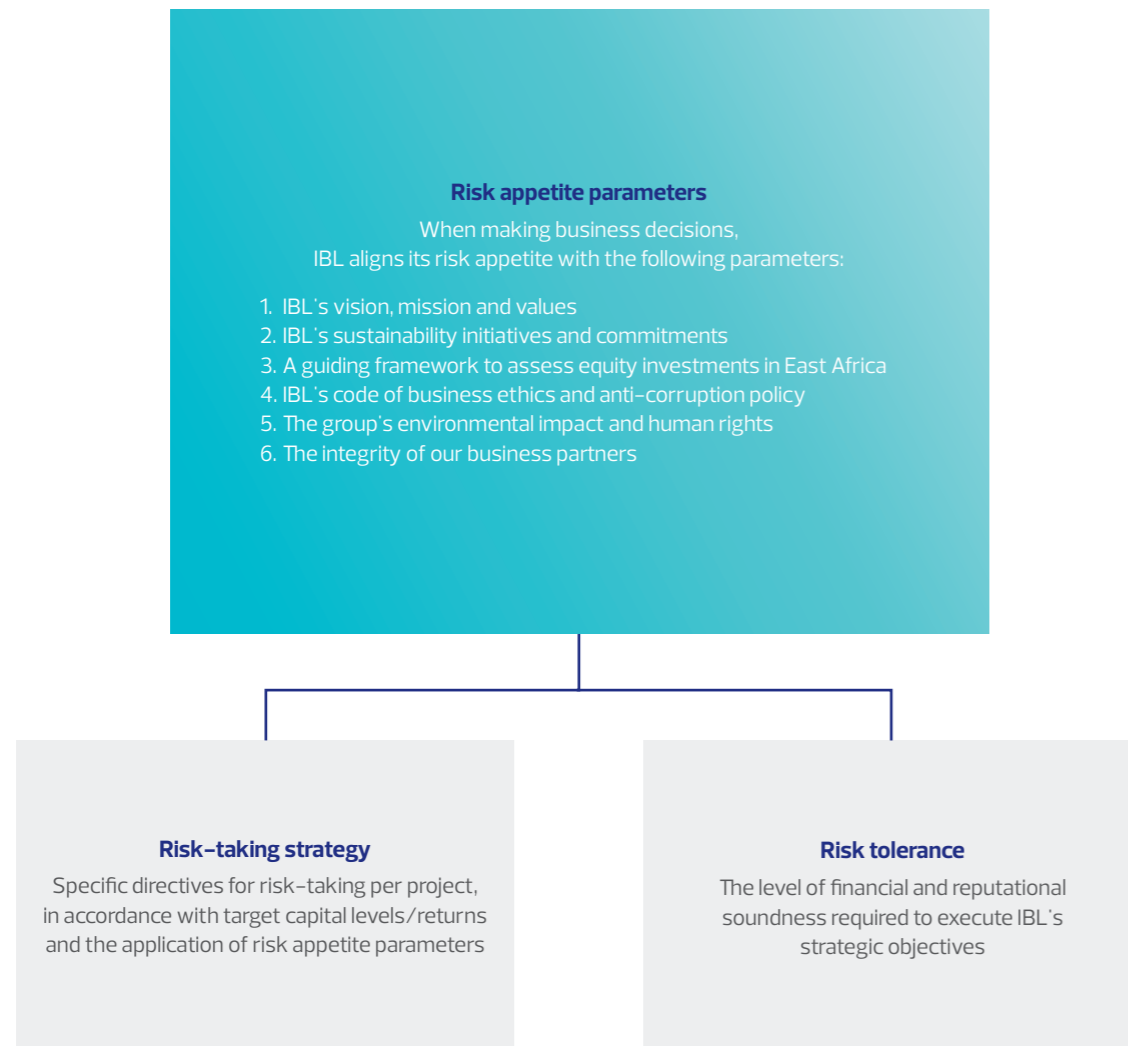 Risk appetite parameters
When making business decisions,
IBL aligns its risk appetite with the following parameters:
1. IBL's vision, mission and values
2. IBL's sustainability initiatives and commitments
3. A guiding framework to assess equity investments in East Africa
4. IBL's code of business ethics and anti-corruption policy
5. The group's environmental impact and human rights
6. The integrity of our business partners
Risk-taking strategy
Specific directives for risk-taking per project,
in accordance with target capital levels/returns
and the application of risk appetite parameters
Risk tolerance
The level of financial and reputational
soundness required to execute IBL's
strategic objectives